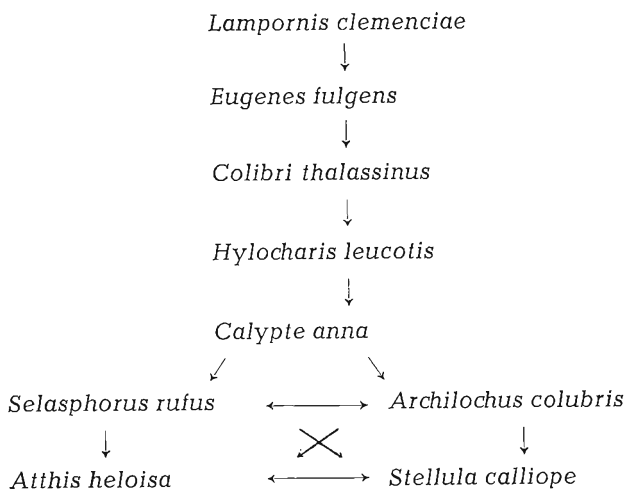 Lampornis clemenciae
Eugenes fulgens
Colibri thalassinus
Hylocharis leucotis
Calypte anna
Selasphorus rufus Archilochus colubris
Atthis heloisa Stellula calliope